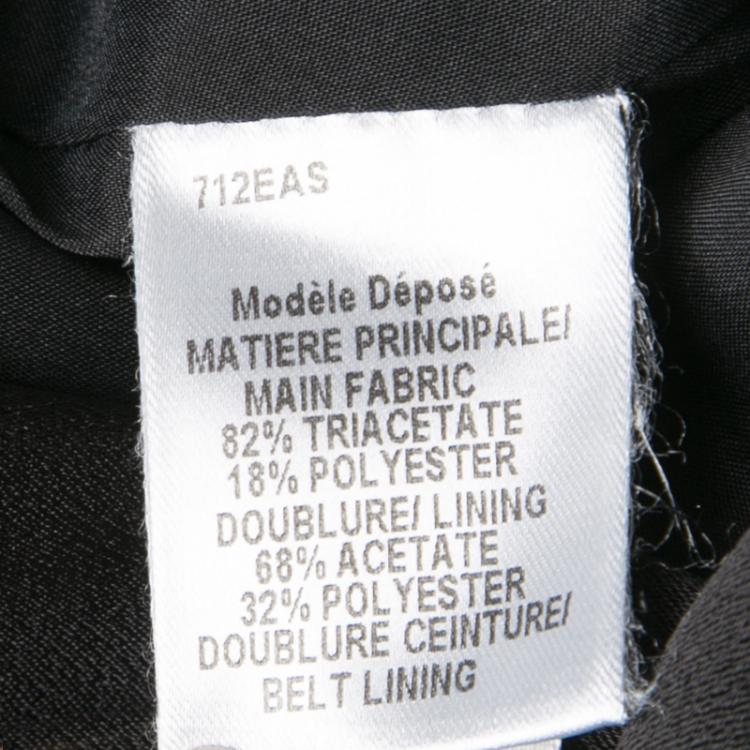 712EAS
Modèle Déposé
MATIERE PRINCIPALE/
MAIN FABRIC
82% TRIACETATE
18% POLYESTER
DOUBLURE/ LINING
68% ACETATE
32% POLYESTER
DOUBLURE CEINTURE/
BELT LINING